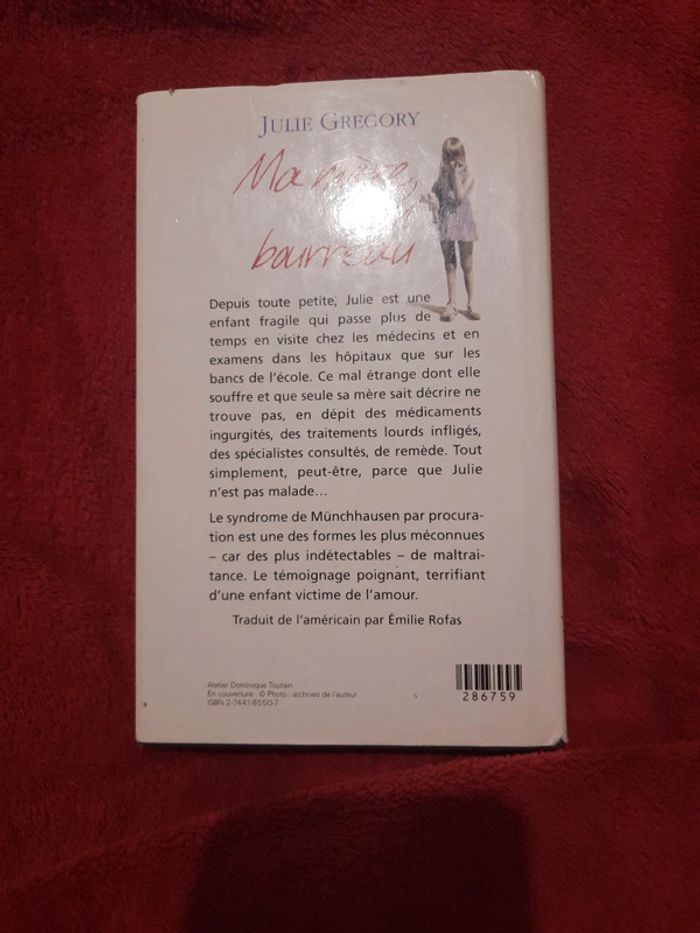 JULIE GREGORY
Ma mère,
bourreau
Depuis toute petite, Julie est une
enfant fragile qui passe plus de
temps en visite chez les médecins et en
examens dans les hôpitaux que sur les
bancs de l'école. Ce mal étrange dont elle
souffre et que seule sa mère sait décrire ne
trouve pas, en dépit des médicaments
ingurgités, des traitements lourds infligés,
des spécialistes consultés, de remède. Tout
simplement, peut-être, parce que Julie
n'est pas malade...
Le syndrome de Münchhausen par procura-
tion est une des formes les plus méconnues
– car des plus indétectables – de maltrai-
tance. Le témoignage poignant, terrifiant
d'une enfant victime de l'amour.
Traduit de l'américain par Émilie Rofas
Atelier Dominique Toutain
En couverture : © Photo : archives de l'auteur
ISBN 2-7441-8550-7
286759